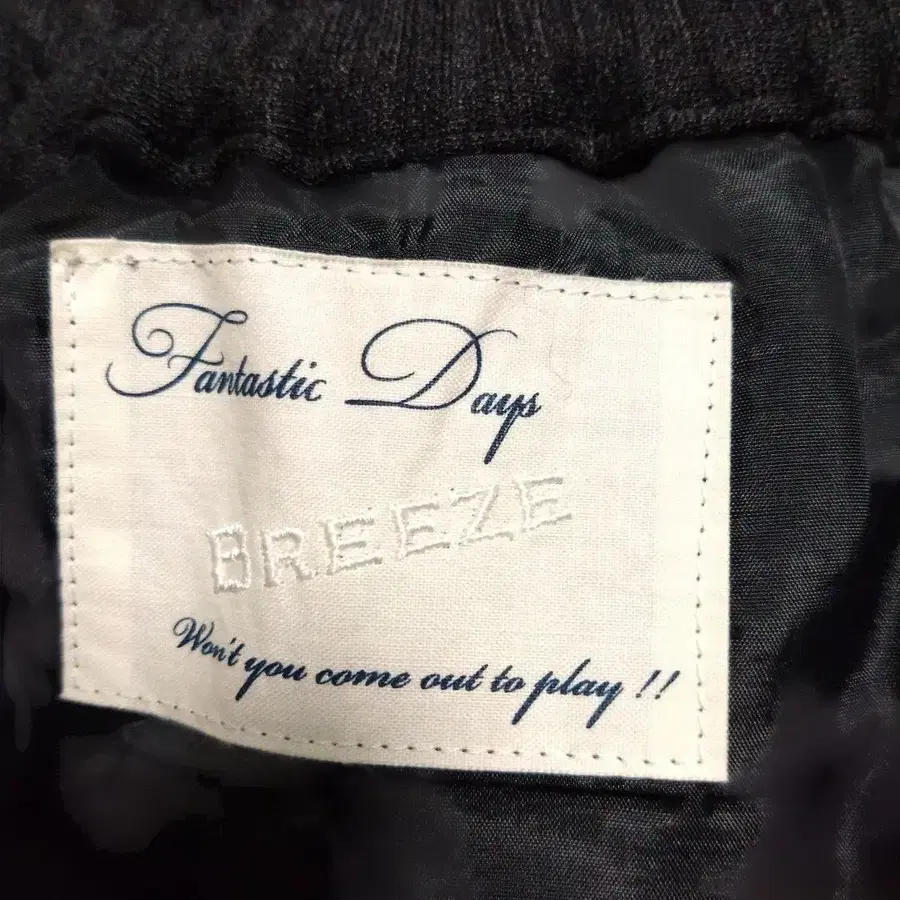 Fantastic Days
BREEZE
Won't you come out to play !!